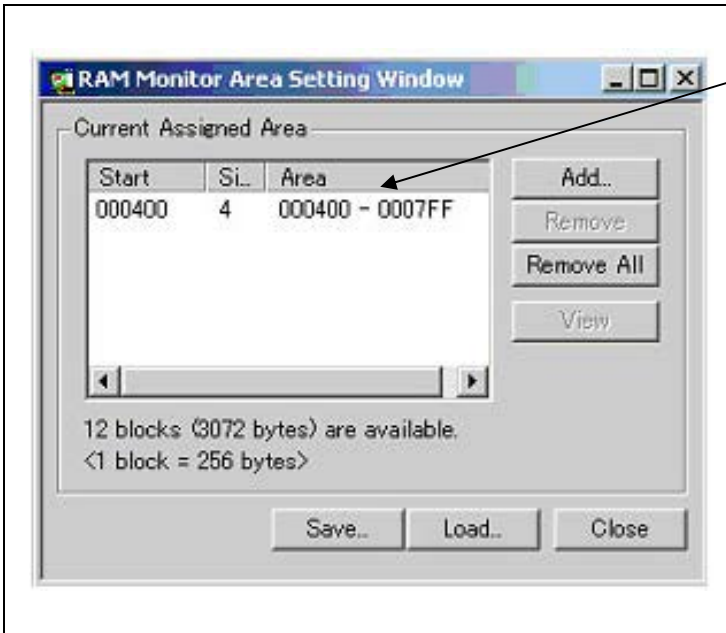 RAM Monitor Area Setting Window
Current Assigned Area
Start Si... Area
000400 4 000400 - 0007FF
Add...
Remove
Remove All
View
12 blocks (3072 bytes) are available.
<1 block = 256 bytes>
Save... Load... Close